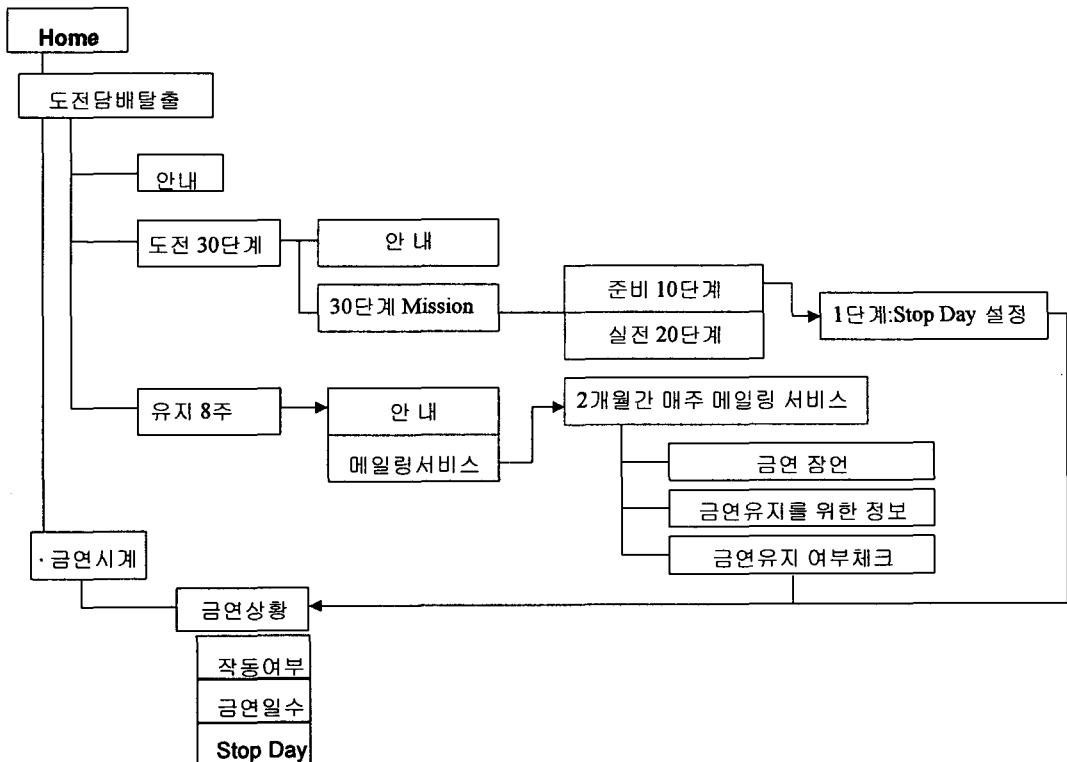 Home
도전담배탈출
안내
도전 30단계
안 내
30단계 Mission
준비 10단계
실전 20단계
1단계:Stop Day 설정
유지 8주
안 내
메일링서비스
2개월간 매주 메일링 서비스
금연 잠언
금연유지를 위한 정보
금연유지 여부체크
· 금연시계
금연상황
작동여부
금연일수
Stop Day